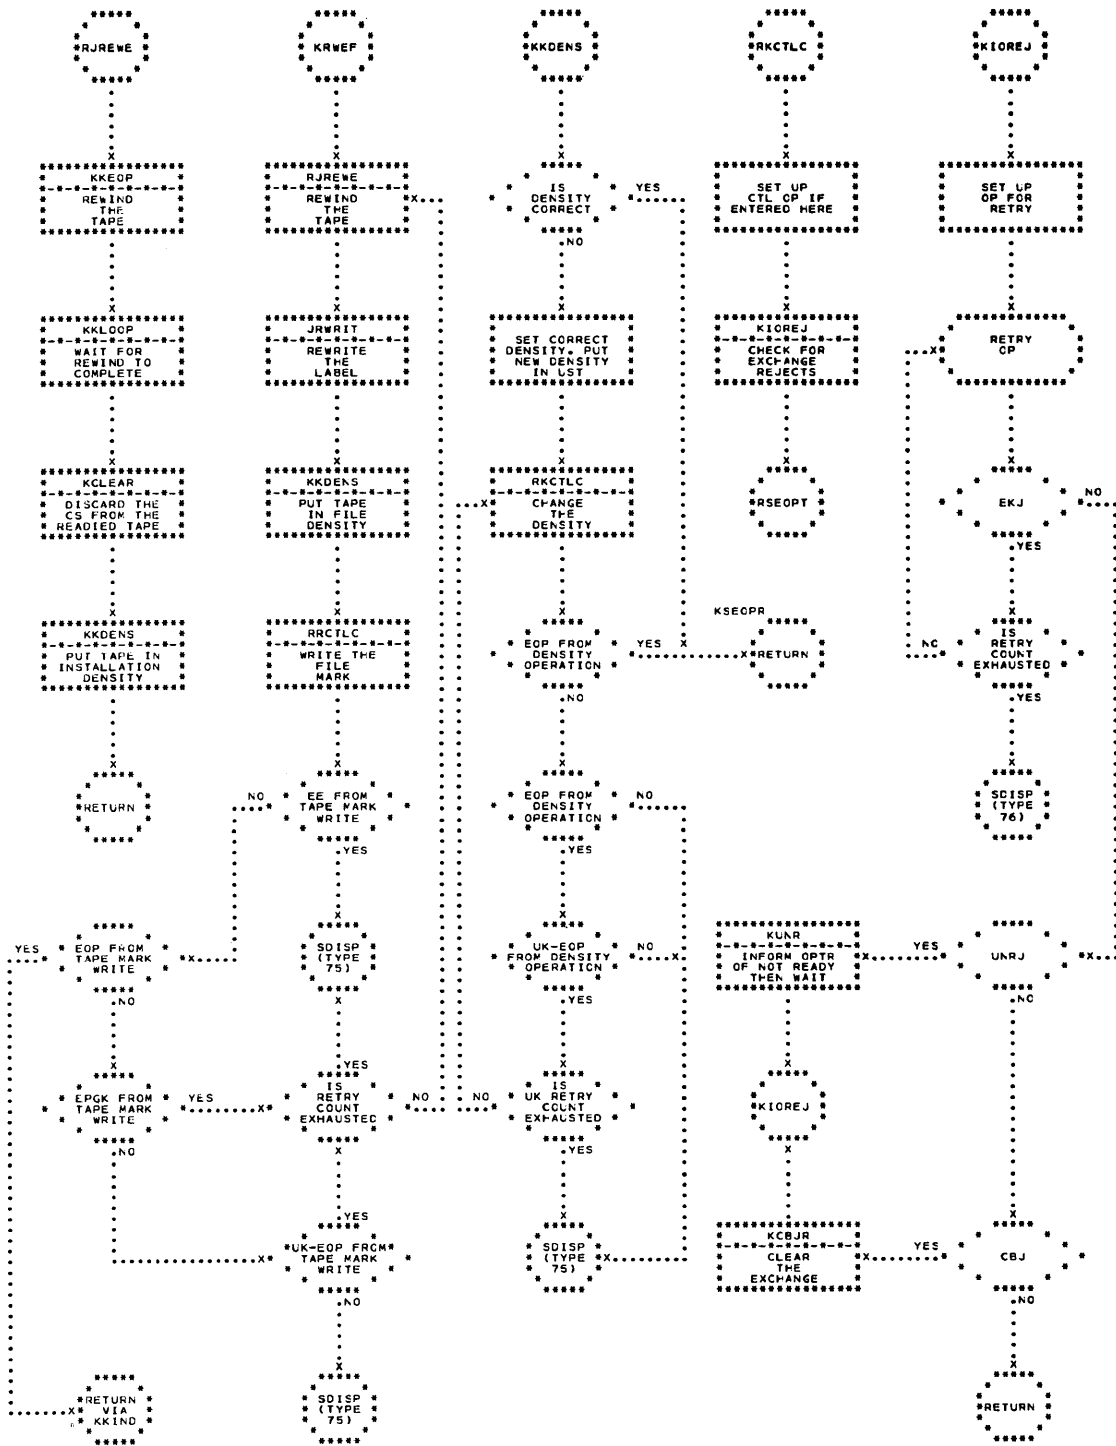 RJREWE
KRWEF
KKDENS
RKCTLC
KIOREJ
KKEOP
REWIND
THE
TAPE
RJREWE
REWIND
THE
TAPE
IS
DENSITY
CORRECT
YES
NO
SET UP
CTL OP IF
ENTERED HERE
SET UP
OP FOR
RETRY
KKLOOP
WAIT FOR
REWIND TO
COMPLETE
JRWRIT
REWRITE
THE
LABEL
SET CORRECT
DENSITY. PUT
NEW DENSITY
IN UST
KIOREJ
CHECK FOR
EXCHANGE
REJECTS
RETRY
OP
KCLEAR
DISCARD THE
CS FROM THE
READIED TAPE
KKDENS
PUT TAPE
IN FILE
DENSITY
RKCTLC
CHANGE
THE
DENSITY
RSEOPT
EKJ
NO
YES
KKDENS
PUT TAPE IN
INSTALLATION
DENSITY
RRCTLC
WRITE THE
FILE
MARK
EOP FROM
DENSITY
OPERATION
YES
NO
KSEOPR
RETURN
NC
IS
RETRY
COUNT
EXHAUSTED
YES
RETURN
NO
EE FROM
TAPE MARK
WRITE
YES
EOP FROM
DENSITY
OPERATION
NO
YES
SDISP
(TYPE
76)
YES
EOP FROM
TAPE MARK
WRITE
NO
SDISP
(TYPE
75)
YES
UK-EOP
FROM DENSITY
OPERATION
NO
YES
KUNR
INFORM OPTR
OF NOT READY
THEN WAIT
YES
UNRJ
NO
EPGK FROM
TAPE MARK
WRITE
YES
NO
IS
RETRY
COUNT
EXHAUSTED
NO
YES
NO
IS
UK RETRY
COUNT
EXHAUSTED
YES
KIOREJ
UK-EOP FROM
TAPE MARK
WRITE
NO
SDISP
(TYPE
75)
KCBJR
CLEAR
THE
EXCHANGE
YES
CBJ
NO
RETURN
VIA
KKIND
SDISP
(TYPE
75)
RETURN